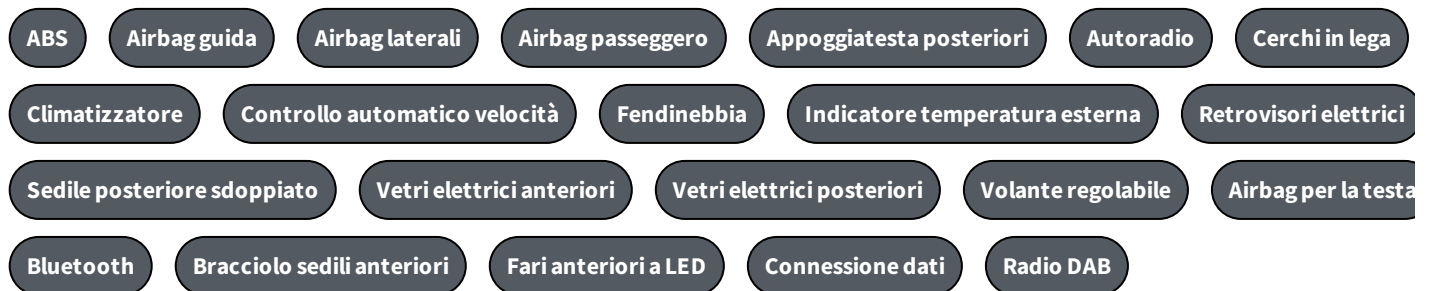 ABS Airbag guida Airbag laterali Airbag passeggero Appoggiatesta posteriori Autoradio Cerchi in lega
Climatizzatore Controllo automatico velocità Fendinebbia Indicatore temperatura esterna Retrovisori elettrici
Sedile posteriore sdoppiato Vetri elettrici anteriori Vetri elettrici posteriori Volante regolabile Airbag per la testa
Bluetooth Bracciolo sedili anteriori Fari anteriori a LED Connessione dati Radio DAB